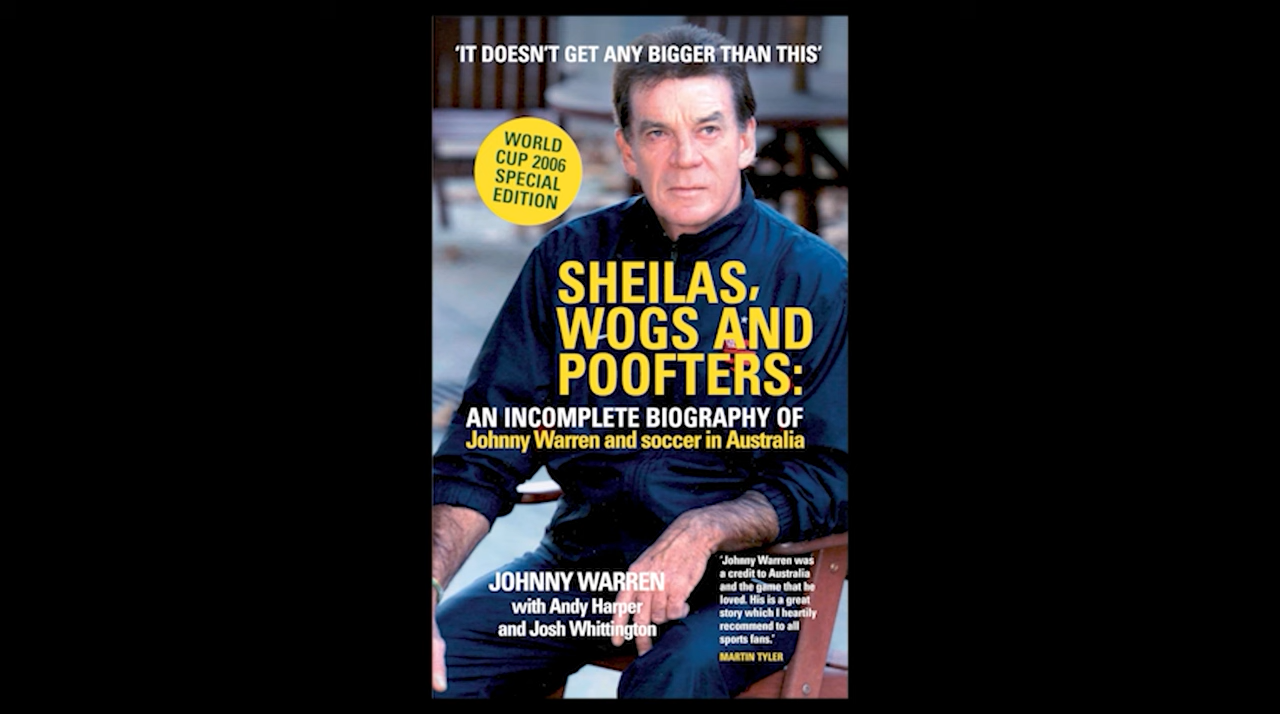 'IT DOESN'T GET ANY BIGGER THAN THIS'
WORLD
CUP 2006
SPECIAL
EDITION
SHEILAS,
WOGS AND
POOFTERS:
AN INCOMPLETE BIOGRAPHY OF
Johnny Warren and soccer in Australia
JOHNNY WARREN
with Andy Harper
and Josh Whittington
'Johnny Warren was
a credit to Australia
and the game that he
loved. His is a great
story which I heartily
recommend to all
sports fans.'
MARTIN TYLER